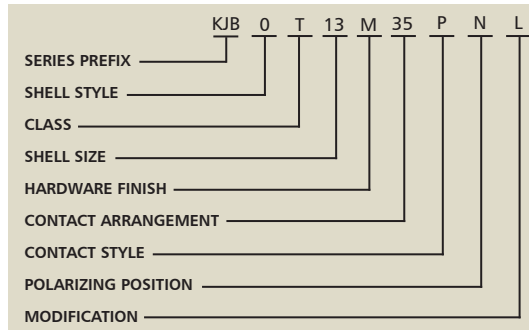 KJB 0 T 13 M 35 P N L
SERIES PREFIX
SHELL STYLE
CLASS
SHELL SIZE
HARDWARE FINISH
CONTACT ARRANGEMENT
CONTACT STYLE
POLARIZING POSITION
MODIFICATION